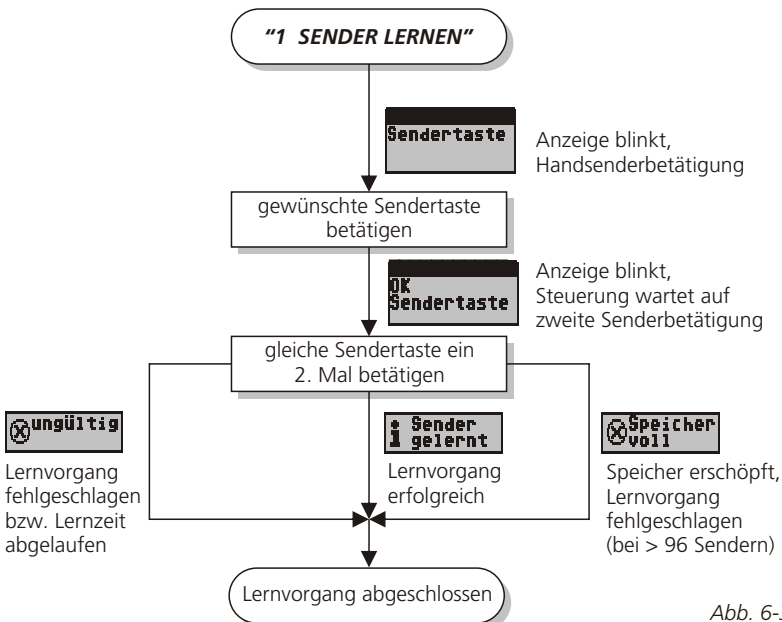 "1 SENDER LERNEN"
Sendertaste
Anzeige blinkt,
Handsenderbetätigung
gewünschte Sendertaste
betätigen
OK
Sendertaste
Anzeige blinkt,
Steuerung wartet auf
zweite Senderbetätigung
gleiche Sendertaste ein
2. Mal betätigen
ungültig
Lernvorgang
fehlgeschlagen
bzw. Lernzeit
abgelaufen
i Sender
gelernt
Lernvorgang
erfolgreich
Speicher
voll
Speicher erschöpft,
Lernvorgang
fehlgeschlagen
(bei > 96 Sendern)
Lernvorgang abgeschlossen
Abb. 6-